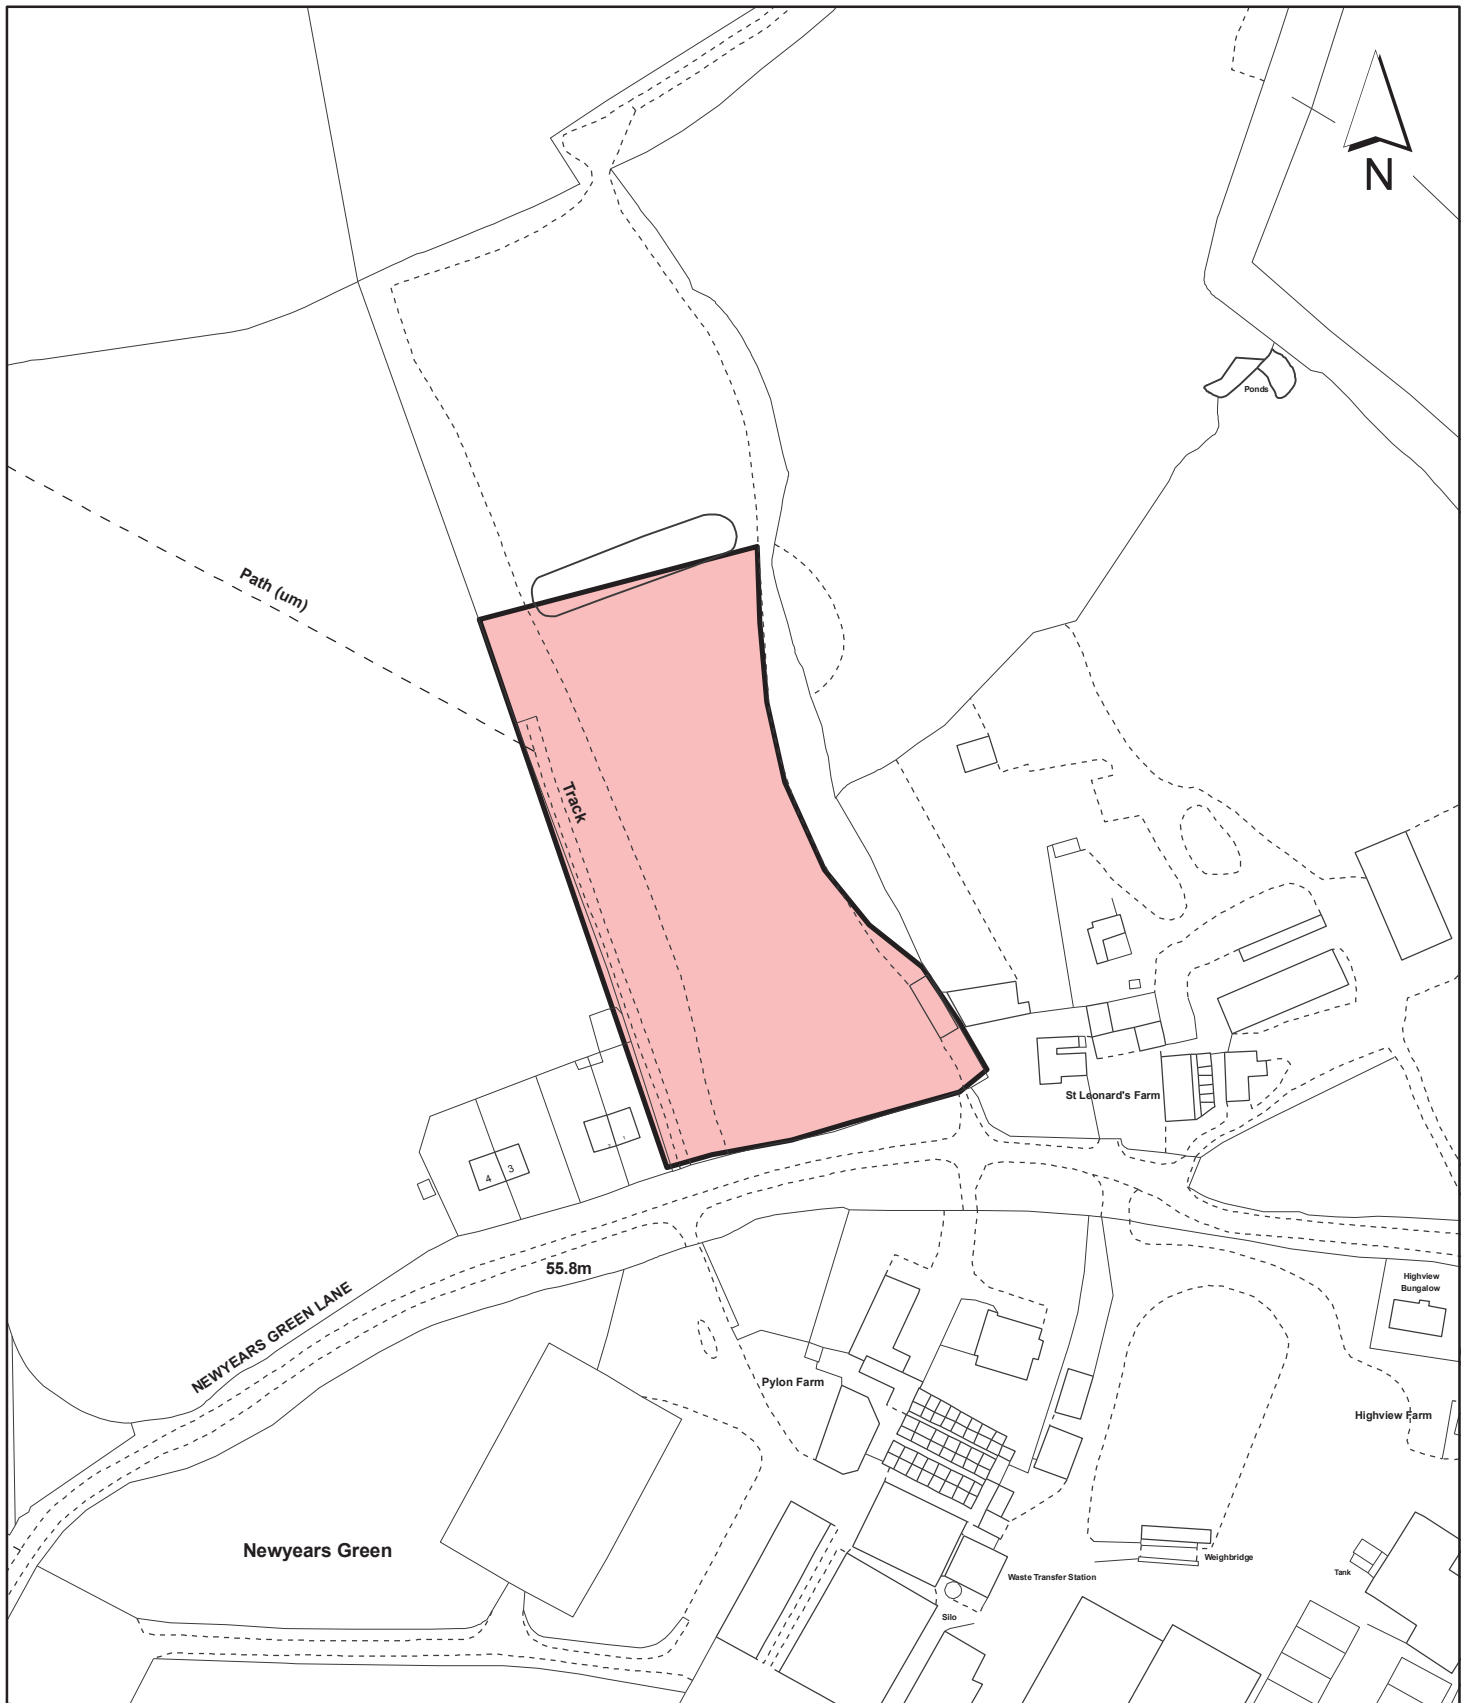 N
Ponds
Path (um)
Track
St Leonard's Farm
3
4
55.8m
NEWYEARS GREEN LANE
Highview
Bungalow
Pylon Farm
Highview Farm
Newyears Green
Weighbridge
Waste Transfer Station
Tank
Silo